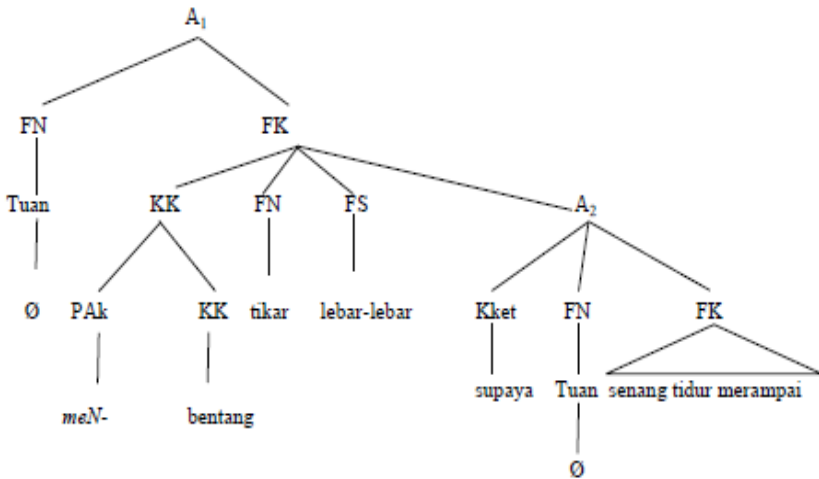 A₁
FN FK
Tuan KK FN FS A₂
Ø PAk KK tikar lebar-lebar Kket FN FK
meN- bentang supaya Tuan senang tidur merampai
Ø